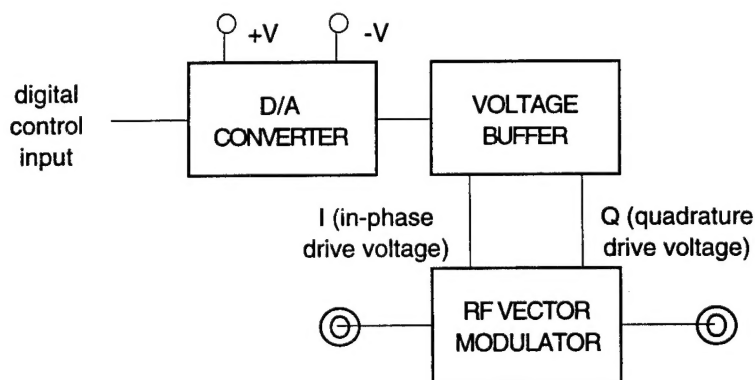 +V
-V
digital
control
input
D/A
CONVERTER
VOLTAGE
BUFFER
I (in-phase
drive voltage)
Q (quadrature
drive voltage)
RF VECTOR
MODULATOR